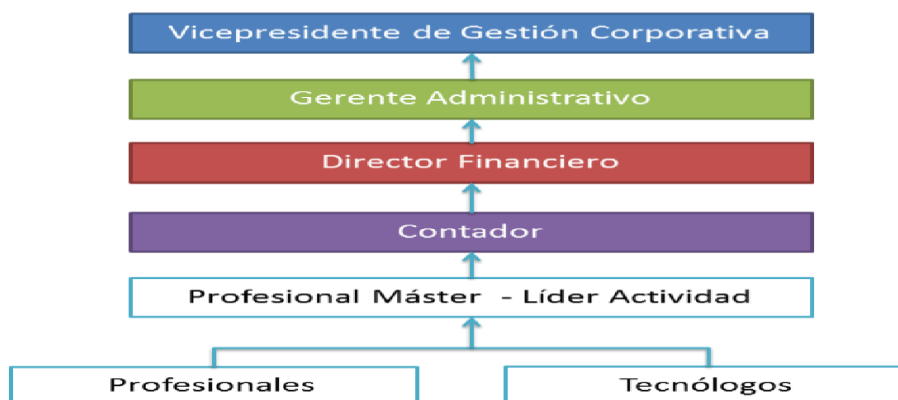 Vicepresidente de Gestión Corporativa
Gerente Administrativo
Director Financiero
Contador
Profesional Máster - Líder Actividad
Profesionales
Tecnólogos